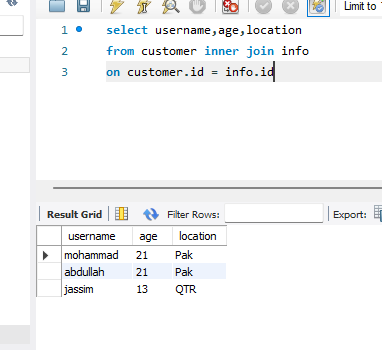 Limit to
1 select username,age,location
2 from customer inner join info
3 on customer.id = info.id
Result Grid Filter Rows: Export:
username age location
mohammad 21 Pak
abdullah 21 Pak
jassim 13 QTR